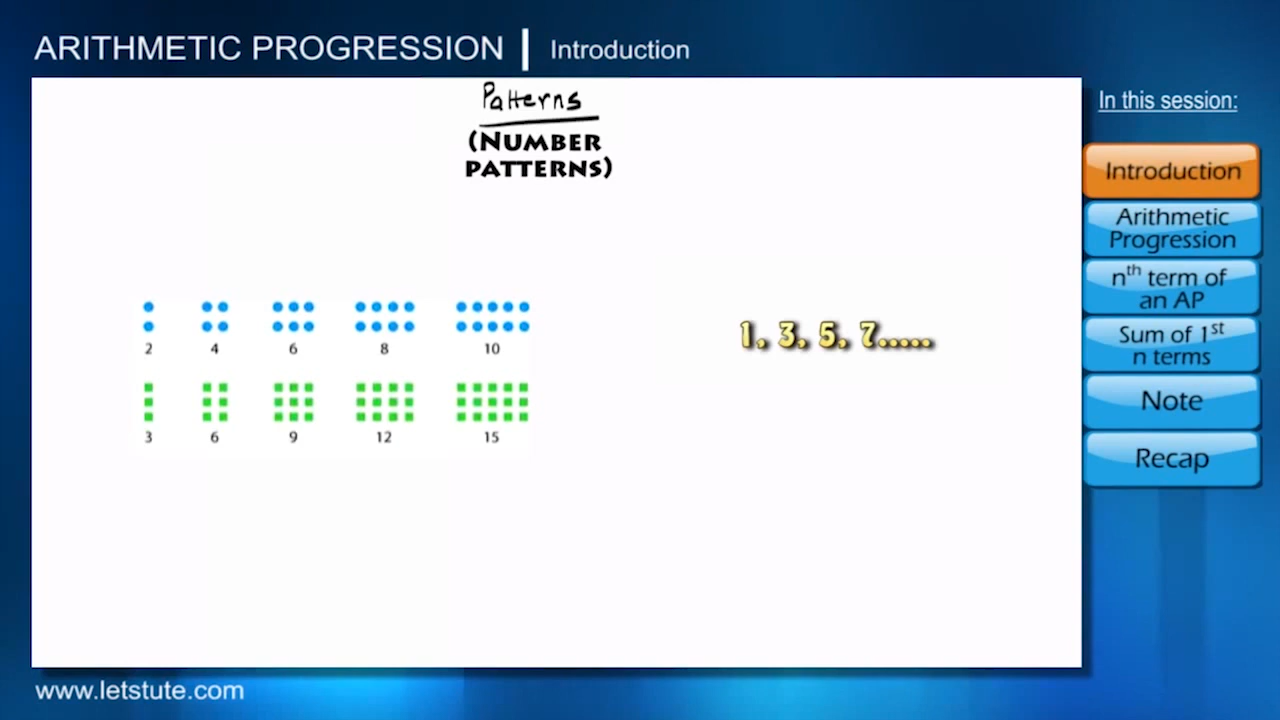 ARITHMETIC PROGRESSION | Introduction
Patterns
(NUMBER
PATTERNS)
2 4 6 8 10
3 6 9 12 15
1, 3, 5, 7.....
In this session:
Introduction
Arithmetic
Progression
nth term of
an AP
Sum of 1st
n terms
Note
Recap
www.letstute.com